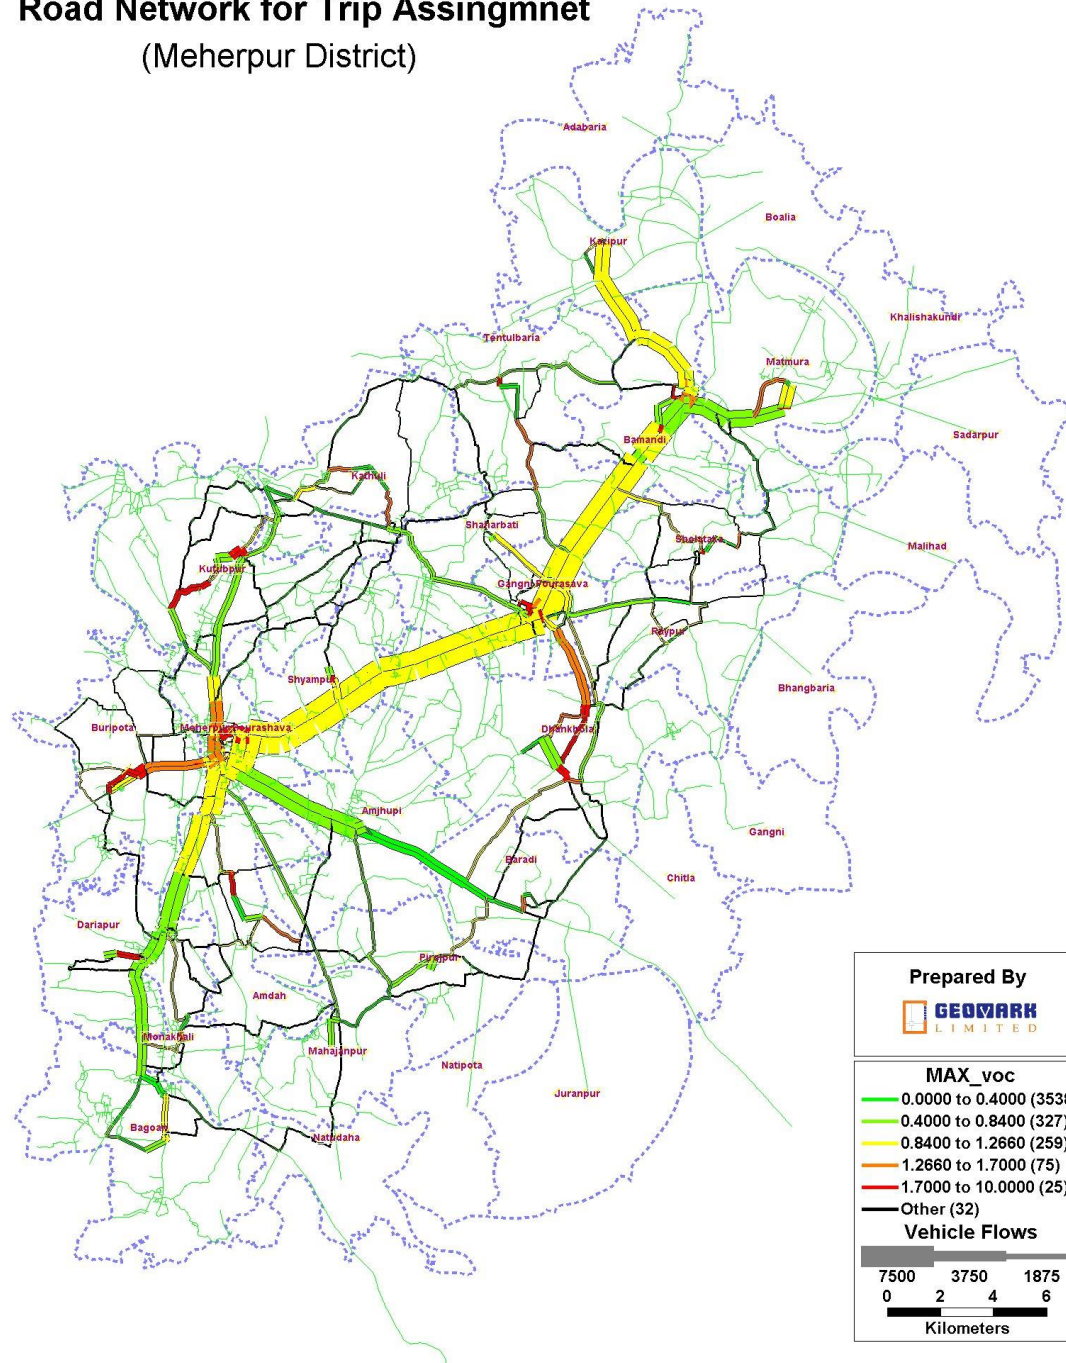 Road Network for Trip Assingmnet
(Meherpur District)
Adabaria
Boalia
Kazipur
Khalishakundi
Tentulbaria
Matmura
Sadarpur
Bamandi
Kathuli
Shaharbati
Sholotaka
Malihad
Kutubpur
Gangni Pourasava
Raypur
Shyampur
Bhangbaria
Buripota
Meherpur Pourashava
Dhankhola
Amjhupi
Gangni
Baradi
Chitla
Dariapur
Pirojpur
Amdah
Monakhali
Mahajanpur
Natipota
Juranpur
Bagoan
Natudaha
Prepared By
GEOMARK
LIMITED
MAX_voc
0.0000 to 0.4000 (3538
0.4000 to 0.8400 (327)
0.8400 to 1.2660 (259)
1.2660 to 1.7000 (75)
1.7000 to 10.0000 (25)
Other (32)
Vehicle Flows
7500 3750 1875
0 2 4 6
Kilometers